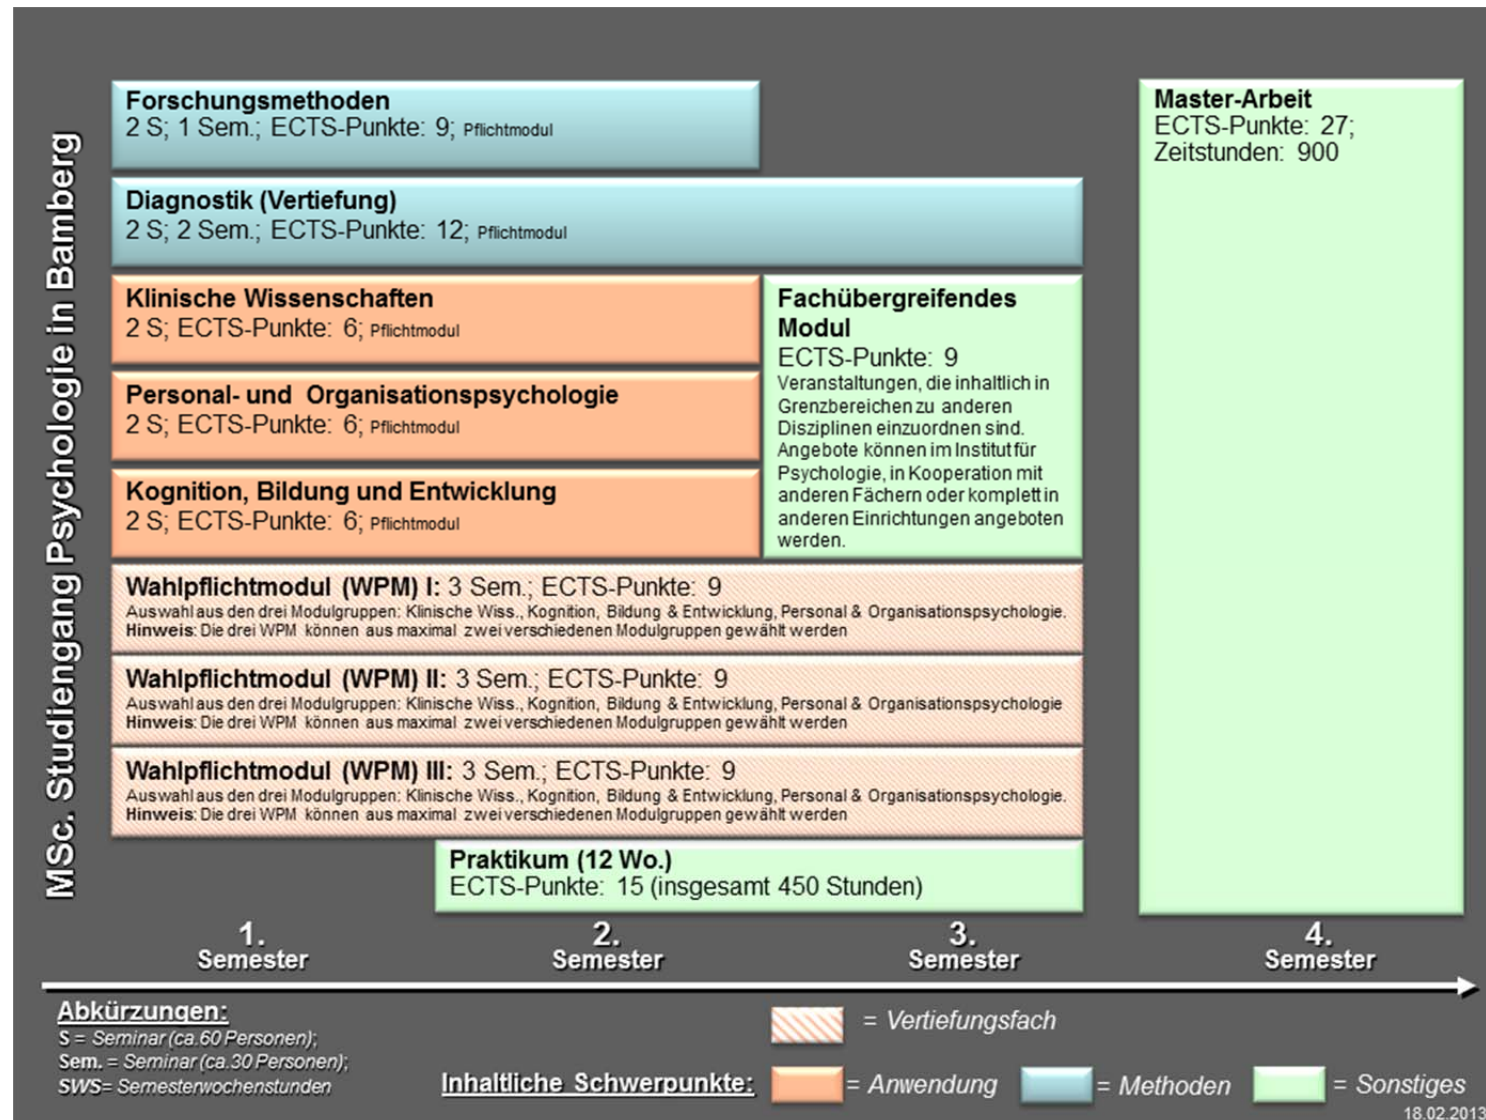 MSc. Studiengang Psychologie in Bamberg
Forschungsmethoden
2 S; 1 Sem.; ECTS-Punkte: 9; Pflichtmodul
Diagnostik (Vertiefung)
2 S; 2 Sem.; ECTS-Punkte: 12; Pflichtmodul
Klinische Wissenschaften
2 S; ECTS-Punkte: 6; Pflichtmodul
Personal- und Organisationspsychologie
2 S; ECTS-Punkte: 6; Pflichtmodul
Kognition, Bildung und Entwicklung
2 S; ECTS-Punkte: 6; Pflichtmodul
Fachübergreifendes
Modul
ECTS-Punkte: 9
Veranstaltungen, die inhaltlich in
Grenzbereichen zu anderen
Disziplinen einzuordnen sind.
Angebote können im Institut für
Psychologie, in Kooperation mit
anderen Fächern oder komplett in
anderen Einrichtungen angeboten
werden.
Wahlpflichtmodul (WPM) I: 3 Sem.; ECTS-Punkte: 9
Auswahl aus den drei Modulgruppen: Klinische Wiss., Kognition, Bildung & Entwicklung, Personal & Organisationspsychologie.
Hinweis: Die drei WPM können aus maximal zwei verschiedenen Modulgruppen gewählt werden
Wahlpflichtmodul (WPM) II: 3 Sem.; ECTS-Punkte: 9
Auswahl aus den drei Modulgruppen: Klinische Wiss., Kognition, Bildung & Entwicklung, Personal & Organisationspsychologie
Hinweis: Die drei WPM können aus maximal zwei verschiedenen Modulgruppen gewählt werden
Wahlpflichtmodul (WPM) III: 3 Sem.; ECTS-Punkte: 9
Auswahl aus den drei Modulgruppen: Klinische Wiss., Kognition, Bildung & Entwicklung, Personal & Organisationspsychologie.
Hinweis: Die drei WPM können aus maximal zwei verschiedenen Modulgruppen gewählt werden
Praktikum (12 Wo.)
ECTS-Punkte: 15 (insgesamt 450 Stunden)
Master-Arbeit
ECTS-Punkte: 27;
Zeitstunden: 900
1.
Semester
2.
Semester
3.
Semester
4.
Semester
Abkürzungen:
S = Seminar (ca.60 Personen);
Sem. = Seminar (ca.30 Personen);
SWS= Semesterwochenstunden
= Vertiefungsfach
Inhaltliche Schwerpunkte:
= Anwendung
= Methoden
= Sonstiges
18.02.2013